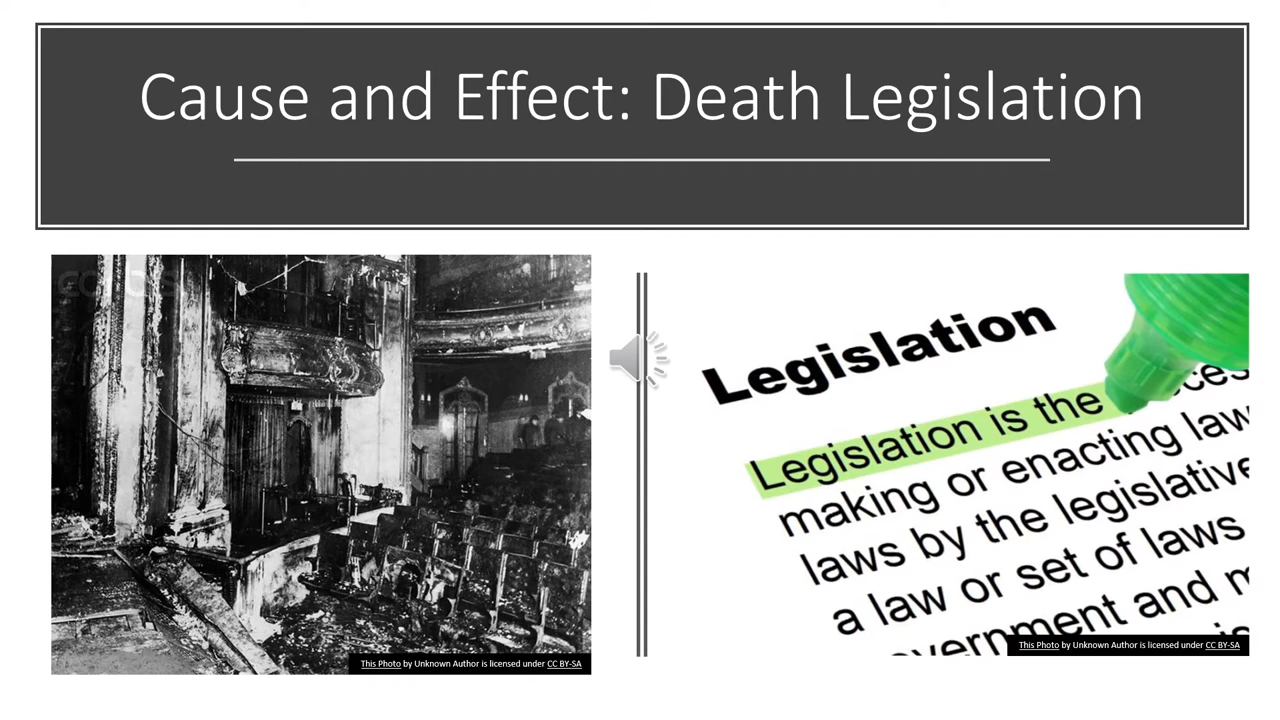 Cause and Effect: Death Legislation
This Photo by Unknown Author is licensed under CC BY-SA
Legislation
Legislation is the
making or enacting law
laws by the legislative
a law or set of laws
and
This Photo by Unknown Author is licensed under CC BY-SA